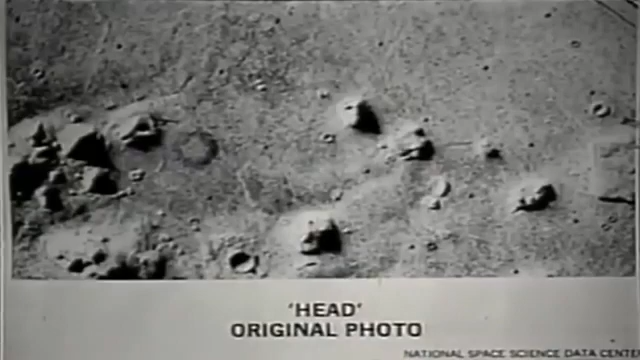 'HEAD'
ORIGINAL PHOTO
NATIONAL SPACE SCIENCE DATA CENTE